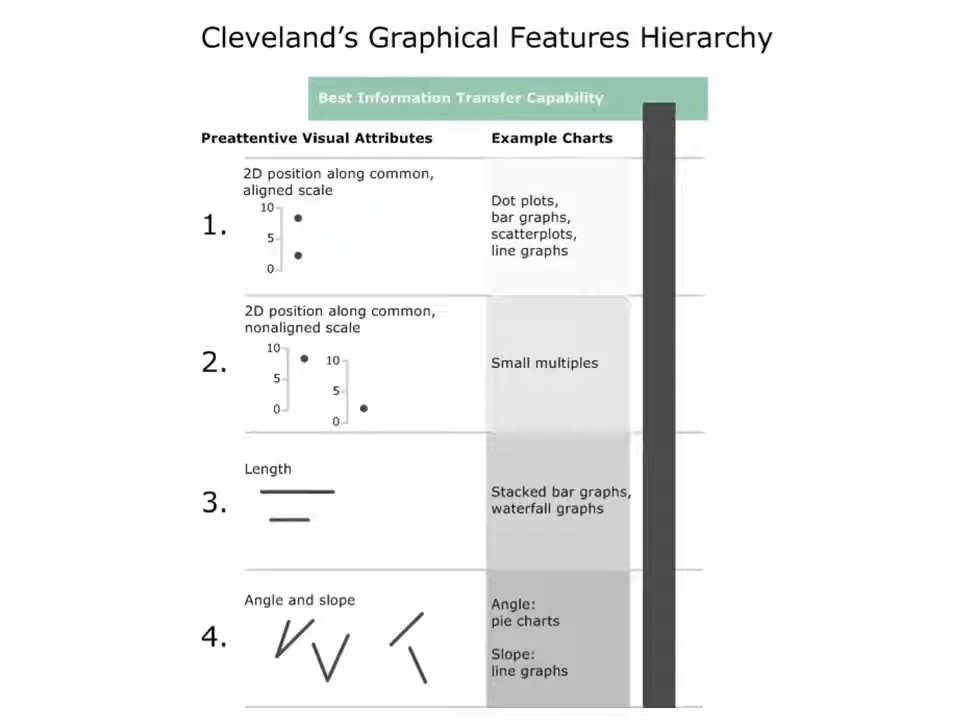 Cleveland’s Graphical Features Hierarchy
Best Information Transfer Capability
Preattentive Visual Attributes
Example Charts
1.
2D position along common,
aligned scale
10
5
0
Dot plots,
bar graphs,
scatterplots,
line graphs
2.
2D position along common,
nonaligned scale
10
5
0
10
5
0
Small multiples
3.
Length
Stacked bar graphs,
waterfall graphs
4.
Angle and slope
Angle:
pie charts
Slope:
line graphs